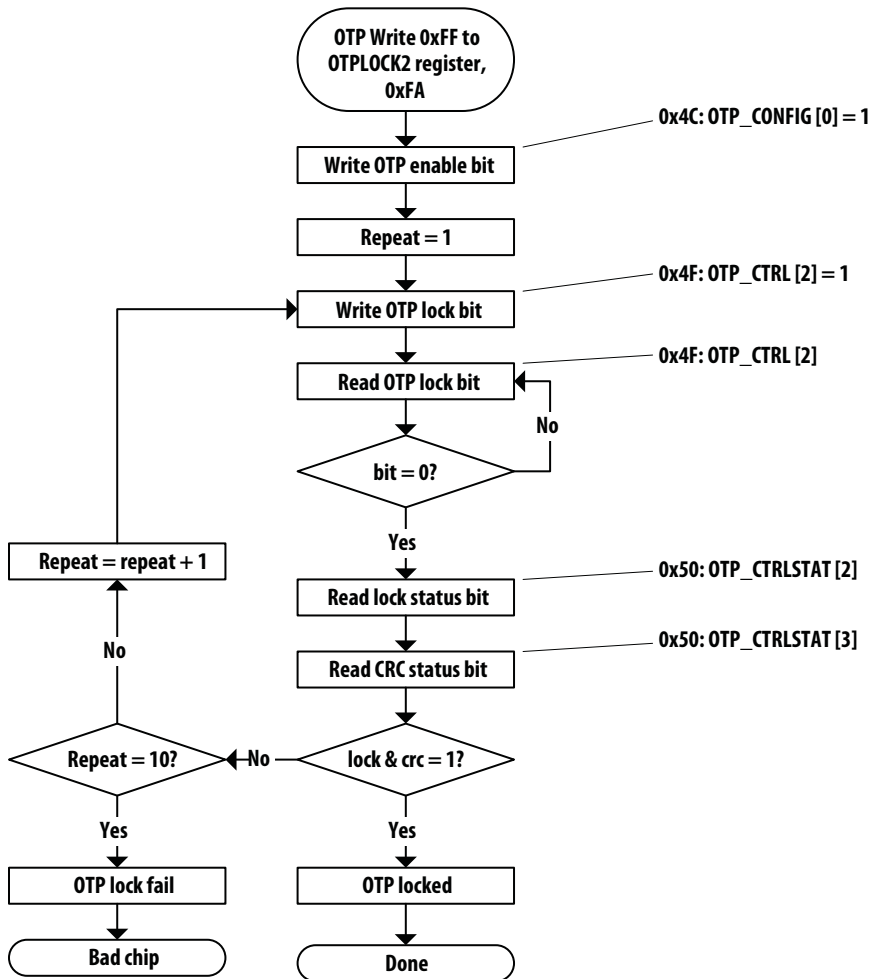 OTP Write 0xFF to
OTPLOCK2 register,
0xFA
0x4C: OTP_CONFIG [0] = 1
Write OTP enable bit
Repeat = 1
0x4F: OTP_CTRL [2] = 1
Write OTP lock bit
0x4F: OTP_CTRL [2]
Read OTP lock bit
No
bit = 0?
Yes
Repeat = repeat + 1
0x50: OTP_CTRLSTAT [2]
Read lock status bit
0x50: OTP_CTRLSTAT [3]
No
Read CRC status bit
Repeat = 10?
No
lock & crc = 1?
Yes
Yes
OTP lock fail
OTP locked
Bad chip
Done